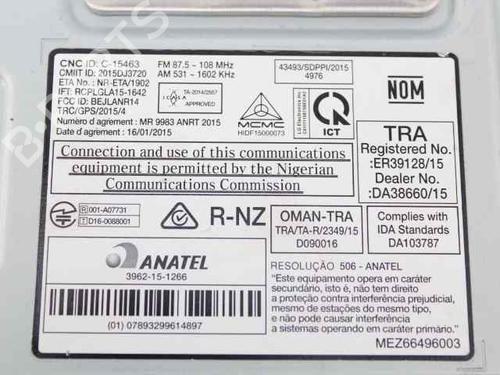 CNC ID: C-15463
CMIIT ID: 2015DJ3720
ETA No : NR-ETA/1902
IFT: RCPLGLA15-1642
FCC ID: BEJLANR14
TRC/GPS/2015/4
Numéro d agrément : MR 9983 ANRT 2015
Date d agrément : 16/01/2015
FM 87.5 - 108 MHz
AM 531 - 1602 KHz
ICASA
TA-2014/2557
MCMC
HIDF15000073
43493/SDPPI/2015
4976
ICT
NOM
TRA
Registered No.
:ER39128/15
Dealer No.
:DA38660/15
Connection and use of this communications
equipment is permitted by the Nigerian
Communications Commission
R 001-A07731
T D16-0088001
R-NZ
OMAN-TRA
TRA/TA-R/2349/15
D090016
Complies with
IDA Standards
DA103787
ANATEL
3962-15-1266
(01) 07893299614897
RESOLUÇÃO 506 - ANATEL
"Este equipamento opera em caráter
secundário, isto é, não tem direito
a proteção contra interferência prejudicial,
mesmo de estações do mesmo tipo,
e não pode causar interferência
a sistemas operando em caráter primário."
MEZ66496003